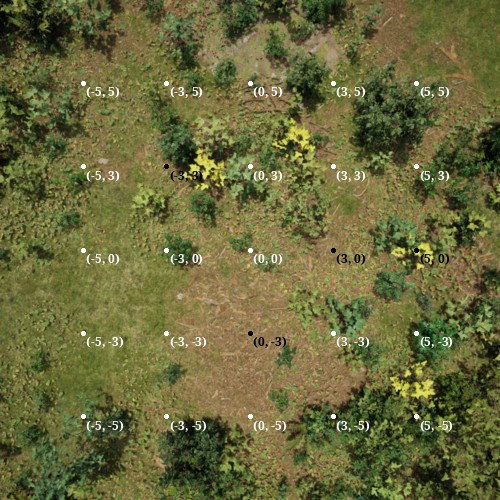 (-5, 5) (-3, 5) (0, 5) (3, 5) (5, 5)
(-5, 3) (-3, 3) (0, 3) (3, 3) (5, 3)
(-5, 0) (-3, 0) (0, 0) (3, 0) (5, 0)
(-5, -3) (-3, -3) (0, -3) (3, -3) (5, -3)
(-5, -5) (-3, -5) (0, -5) (3, -5) (5, -5)